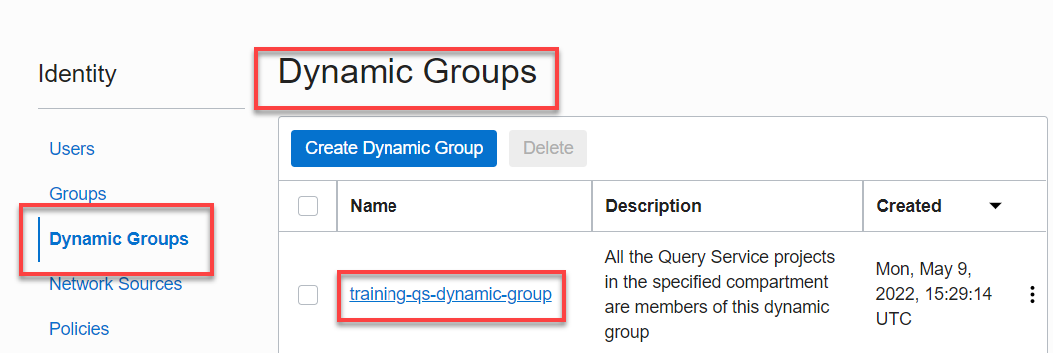 Identity
Users
Groups
Dynamic Groups
Network Sources
Policies
Dynamic Groups
Create Dynamic Group Delete
Name Description Created
training-qs-dynamic-group
All the Query Service projects
in the specified compartment
are members of this dynamic
group
Mon, May 9,
2022, 15:29:14
UTC